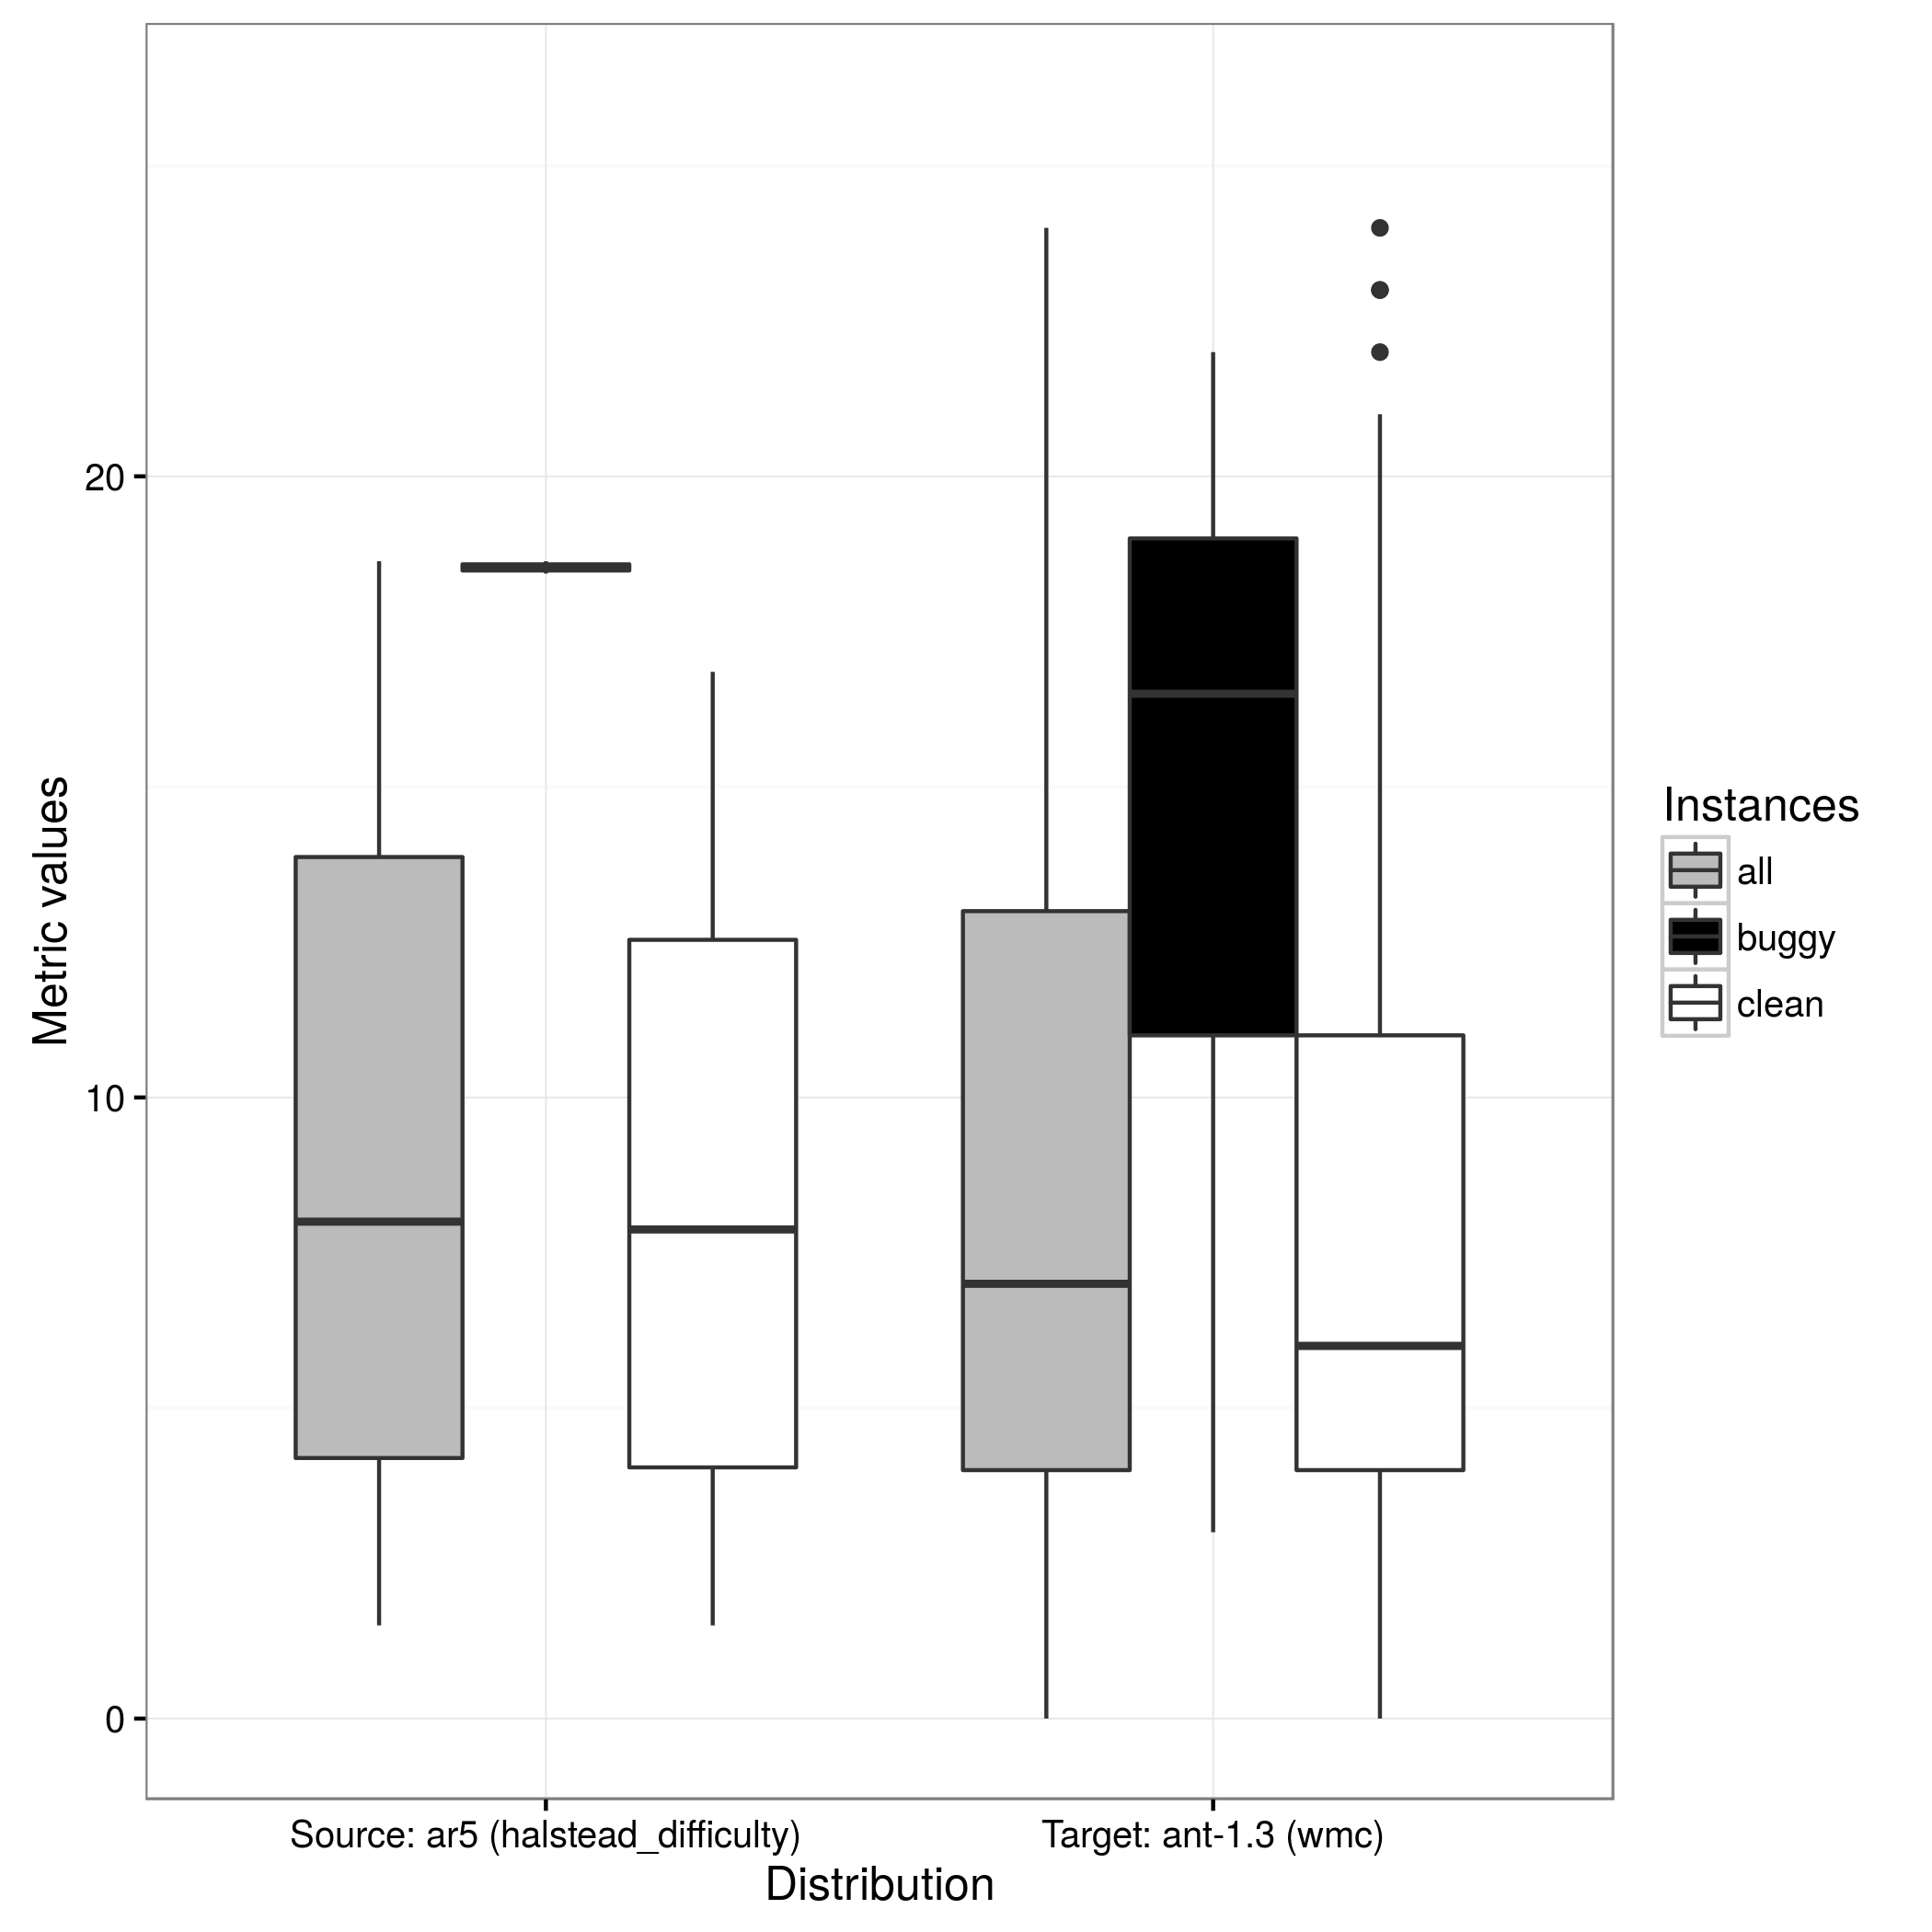 20
10
0
Metric values
Source: ar5 (halstead_difficulty)
Target: ant-1.3 (wmc)
Distribution
Instances
all
buggy
clean